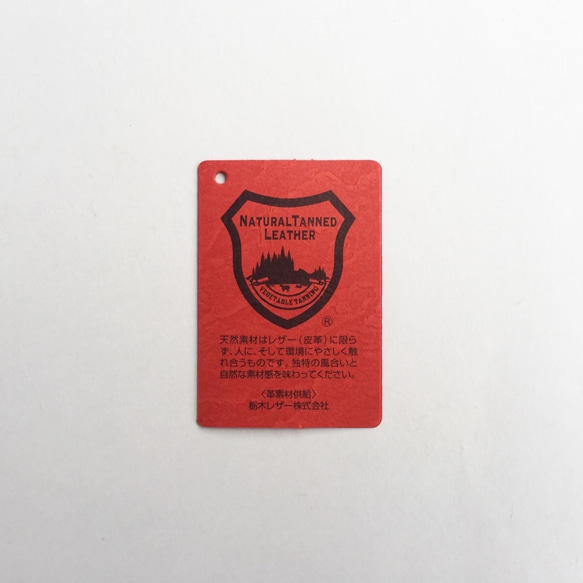 NATURALTANNED
LEATHER
VEGETABLE TANNING
®
天然素材はレザー(皮革)に限ら
ず、人に、そして環境にやさしく触
れ合うものです。独特の風合いと
自然な素材感を味わってください。
〈革素材供給〉
栃木レザー株式会社